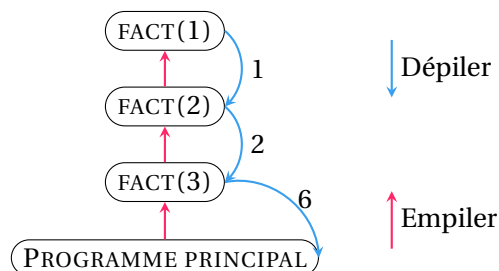 FACT(1)
1
Dépiler
FACT(2)
2
FACT(3)
6
Empiler
PROGRAMME PRINCIPAL